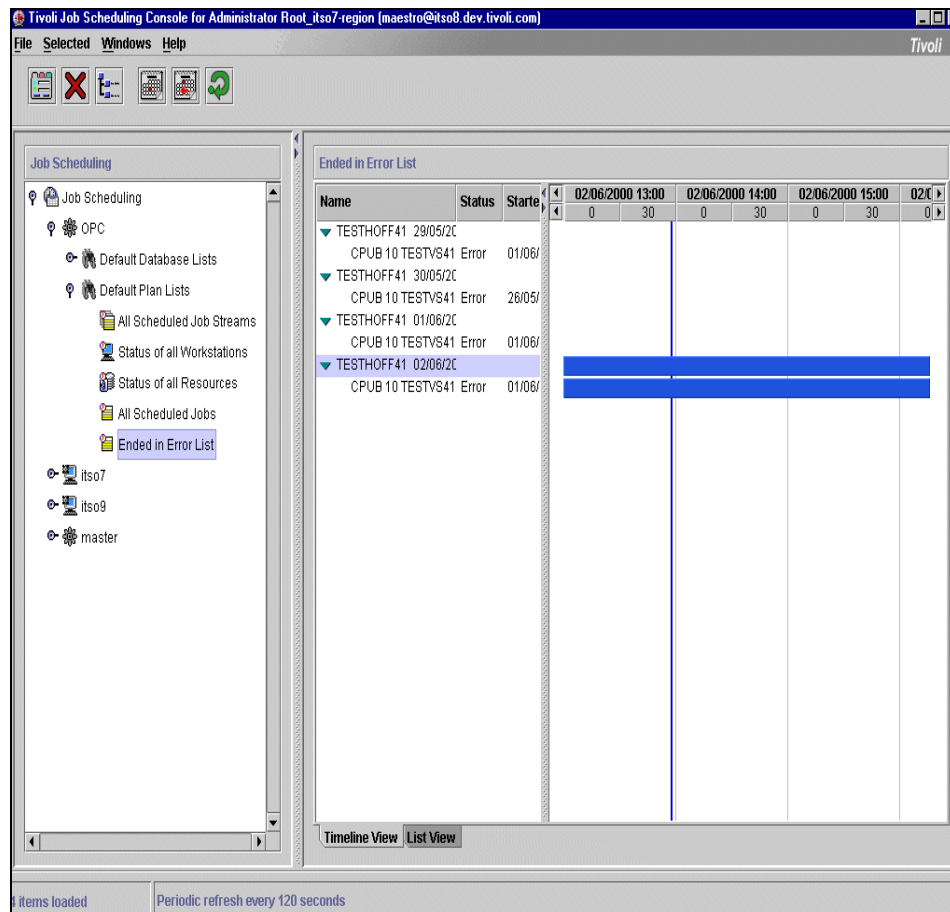 Tivoli Job Scheduling Console for Administrator Root_itso7-region (maestro@itso8.dev.tivoli.com)
File Selected Windows Help
Tivoli
Job Scheduling
Job Scheduling
OPC
Default Database Lists
Default Plan Lists
All Scheduled Job Streams
Status of all Workstations
Status of all Resources
All Scheduled Jobs
Ended in Error List
itso7
itso9
master
Ended in Error List
Name Status Starte 02/06/2000 13:00 02/06/2000 14:00 02/06/2000 15:00 02/0
0 30 0 30 0 30 0
TESTHOFF41 29/05/20
CPUB 10 TESTVS41 Error 01/06/
TESTHOFF41 30/05/20
CPUB 10 TESTVS41 Error 26/05/
TESTHOFF41 01/06/20
CPUB 10 TESTVS41 Error 01/06/
TESTHOFF41 02/06/20
CPUB 10 TESTVS41 Error 01/06/
Timeline View List View
items loaded Periodic refresh every 120 seconds